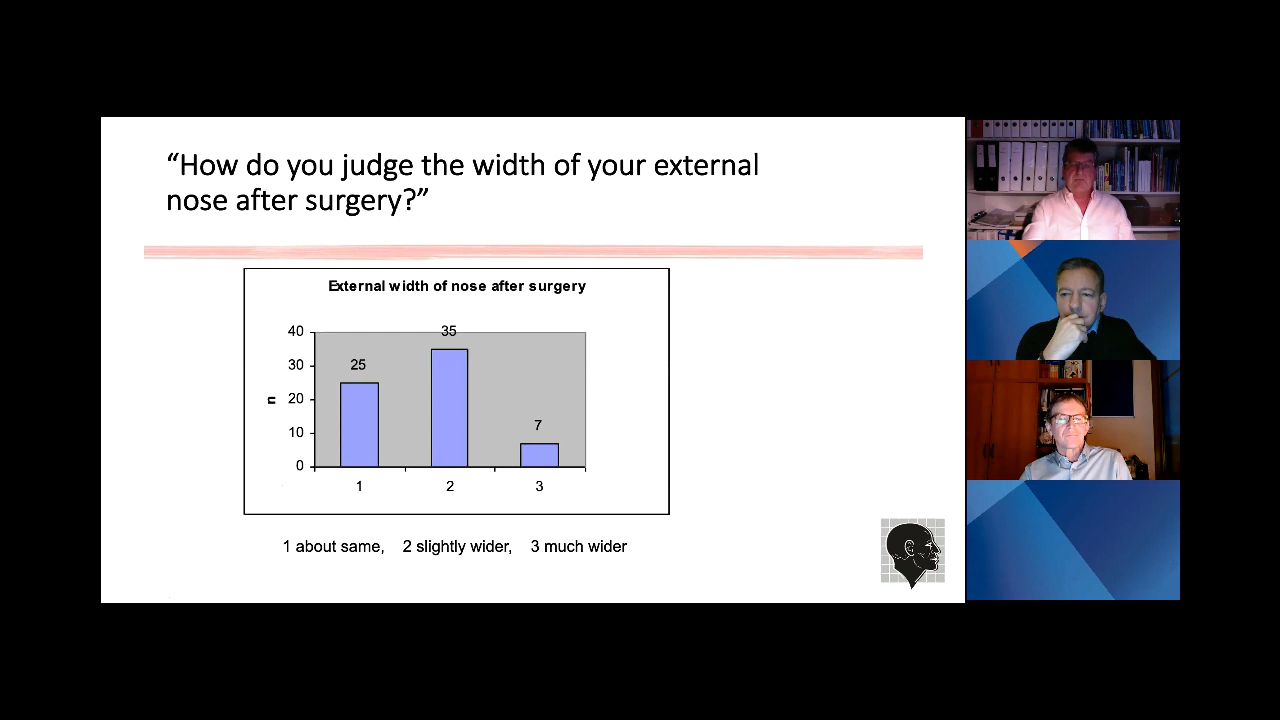 “How do you judge the width of your external
nose after surgery?”
External width of nose after surgery
40
30
20
10
0
n
25
35
7
1
2
3
1 about same, 2 slightly wider, 3 much wider